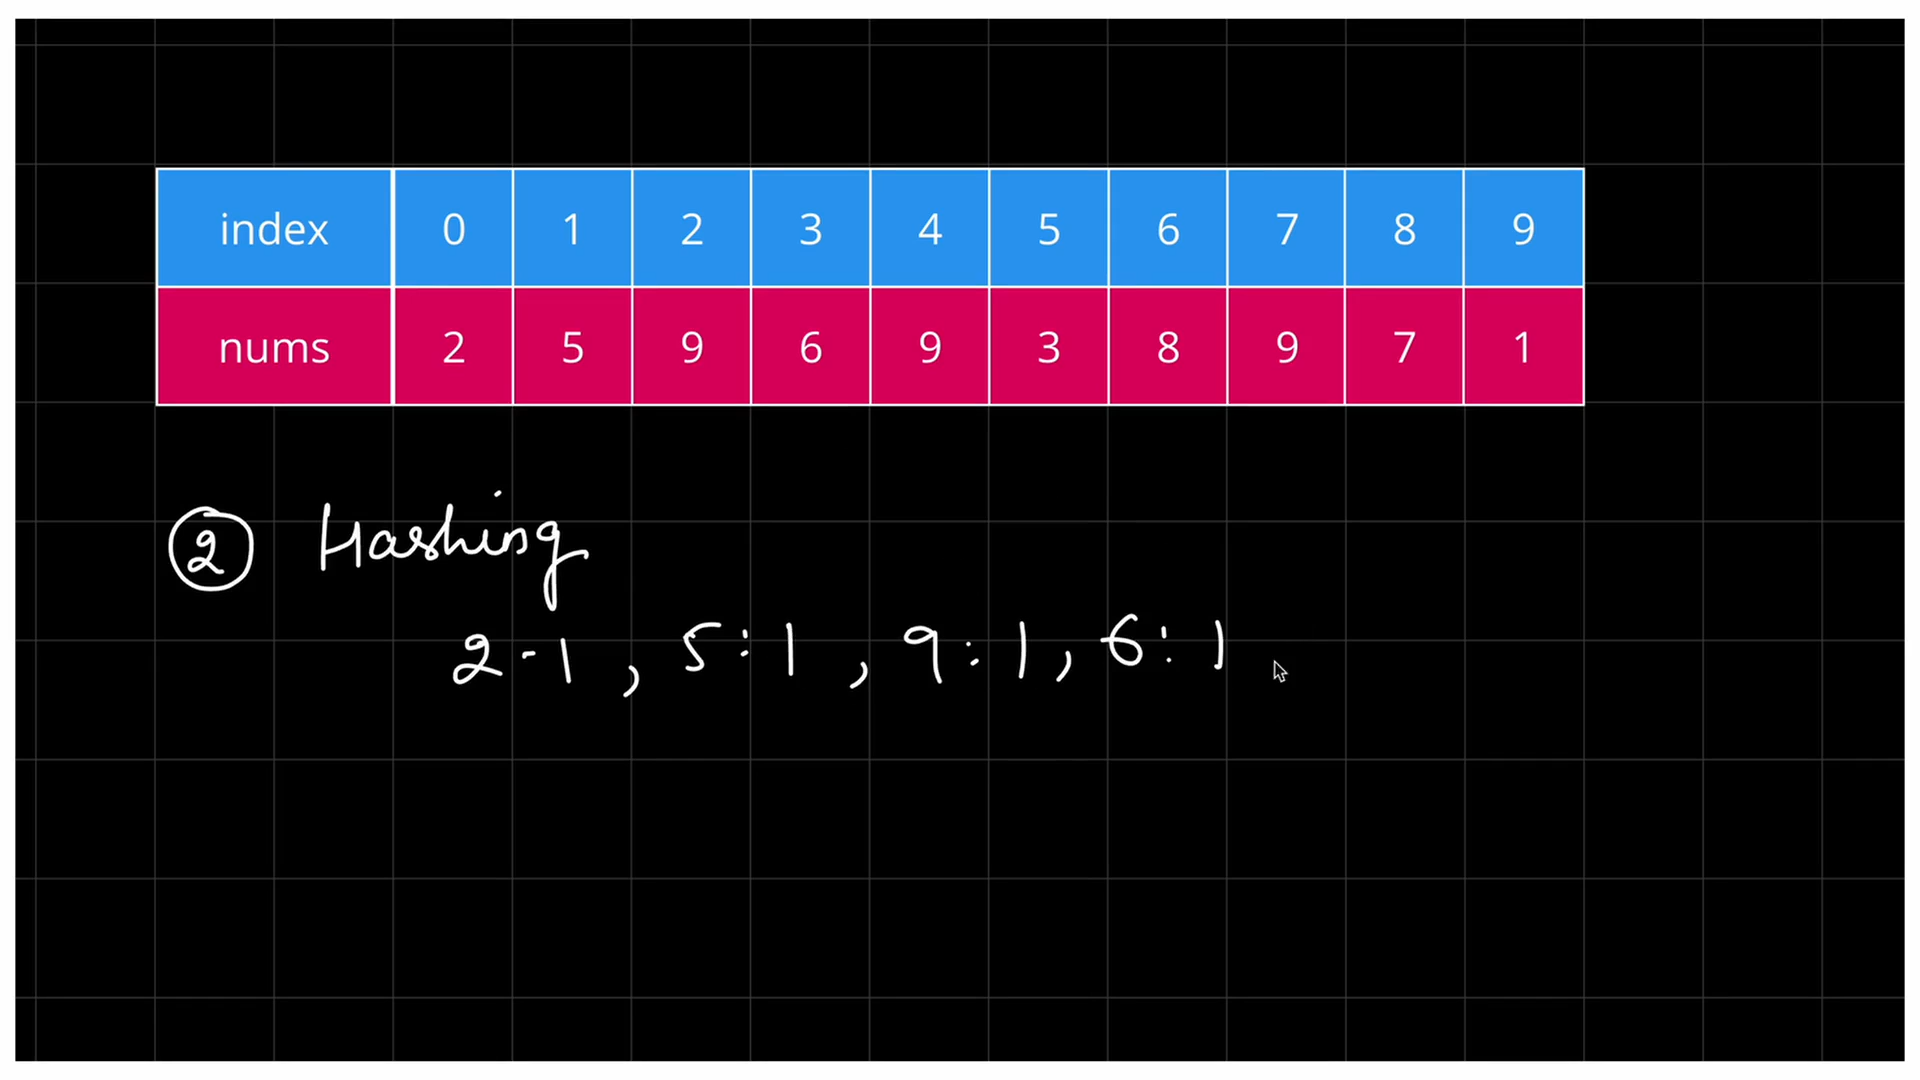 index 0 1 2 3 4 5 6 7 8 9
nums 2 5 9 6 9 3 8 9 7 1
2 Hashing
2-1 , 5:1 , 9:1 , 6:1